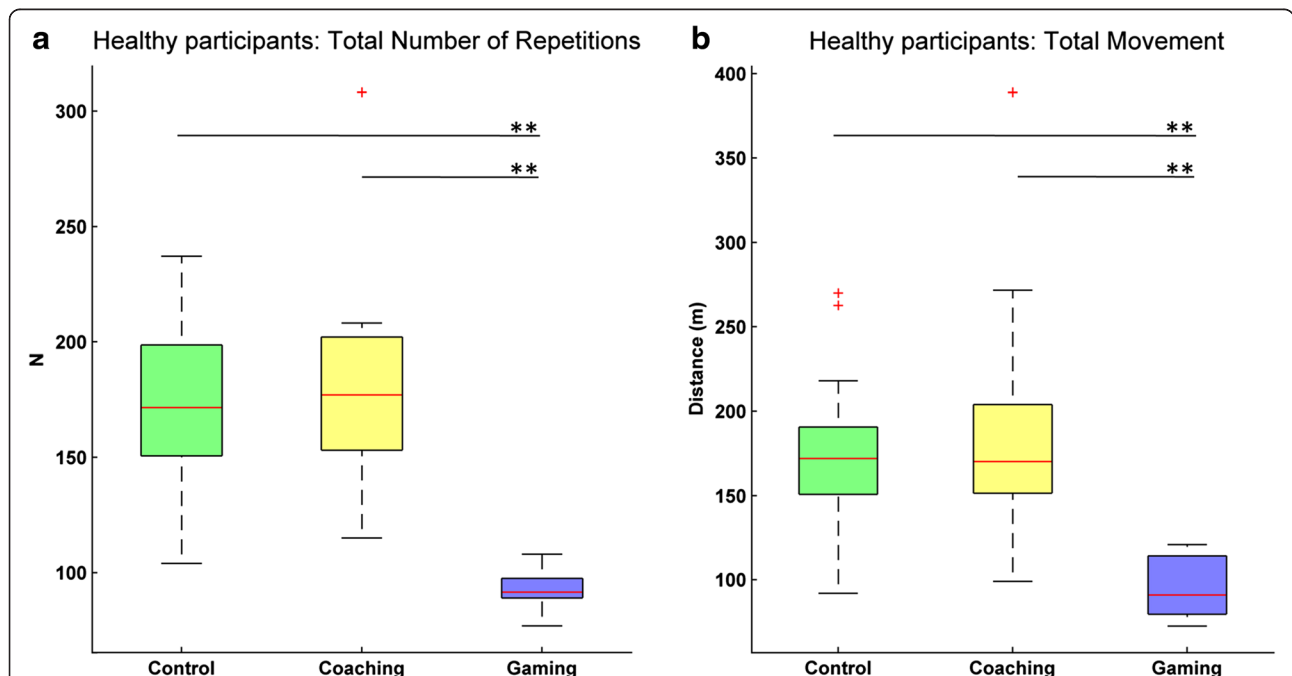 a Healthy participants: Total Number of Repetitions
300
250
200
150
100
N
**
**
Control Coaching Gaming
b Healthy participants: Total Movement
400
350
300
250
200
150
100
Distance (m)
**
**
Control Coaching Gaming